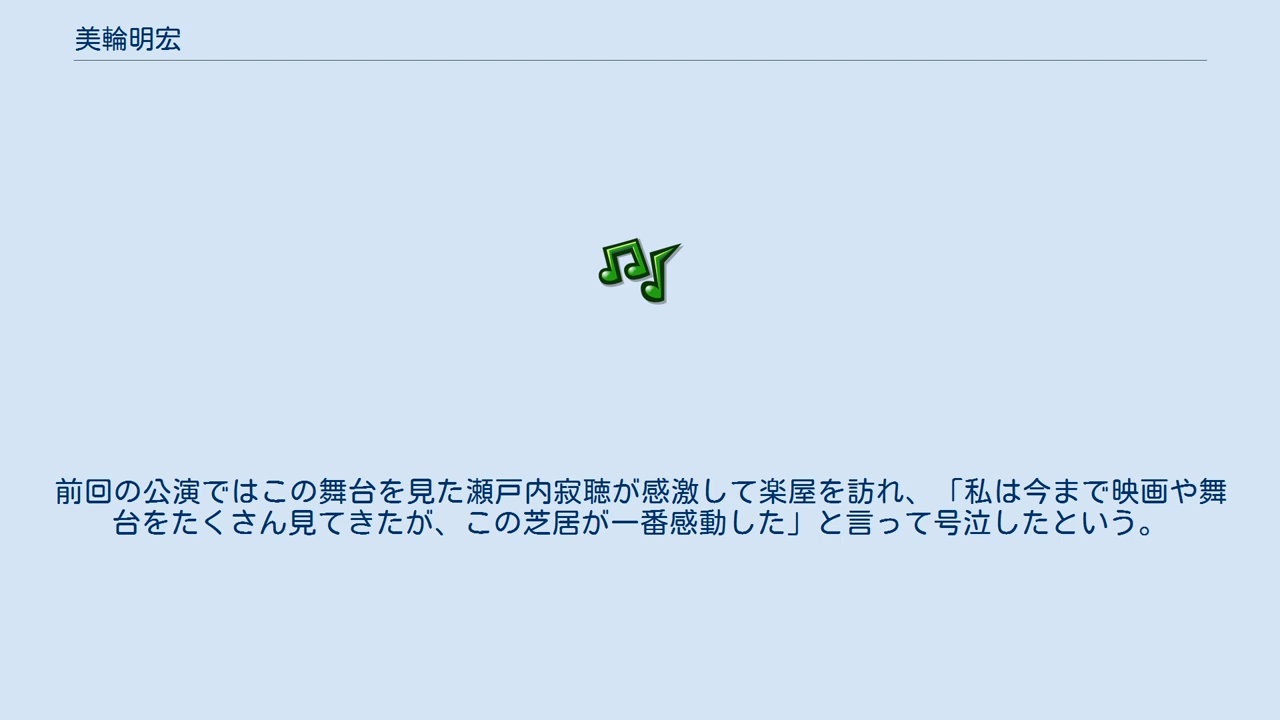 美輪明宏
前回の公演ではこの舞台を見た瀬戸内寂聴が感激して楽屋を訪れ、「私は今まで映画や舞
台をたくさん見てきたが、この芝居が一番感動した」と言って号泣したという。